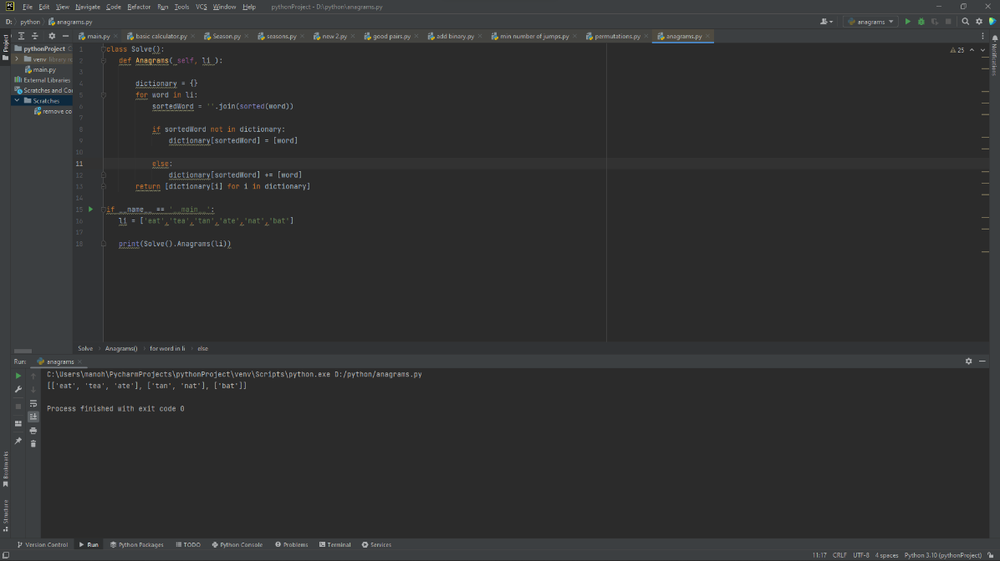 PC File Edit View Navigate Code Refactor Run Tools VCS Window Help pythonProject - D:\python\anagrams.py
D: python anagrams.py anagrams
Project main.py basic calculator.py Season.py seasons.py new 2.py good pairs.py add binary.py min number of jumps.py permutations.py anagrams.py
Notifications
pythonProject
venv library
main.py
External Libraries
Scratches and Co
Scratches
remove co
25
1 class Solve():
2 def Anagrams( self, li ):
3
4 dictionary = {}
5 for word in li:
6 sortedWord = ''.join(sorted(word))
7
8 if sortedWord not in dictionary:
9 dictionary[sortedWord] = [word]
10
11 else:
12 dictionary[sortedWord] += [word]
13 return [dictionary[i] for i in dictionary]
14
15 if __name__ == '__main__':
16 li = ['eat','tea','tan','ate','nat','bat']
17
18 print(Solve().Anagrams(li))
Solve Anagrams() for word in li else
Run: anagrams
C:\Users\manoh\PycharmProjects\pythonProject\venv\Scripts\python.exe D:/python/anagrams.py
[['eat', 'tea', 'ate'], ['tan', 'nat'], ['bat']]
Process finished with exit code 0
Bookmarks
Structure
Version Control Run Python Packages TODO Python Console Problems Terminal Services
11:17 CRLF UTF-8 4 spaces Python 3.10 (pythonProject)